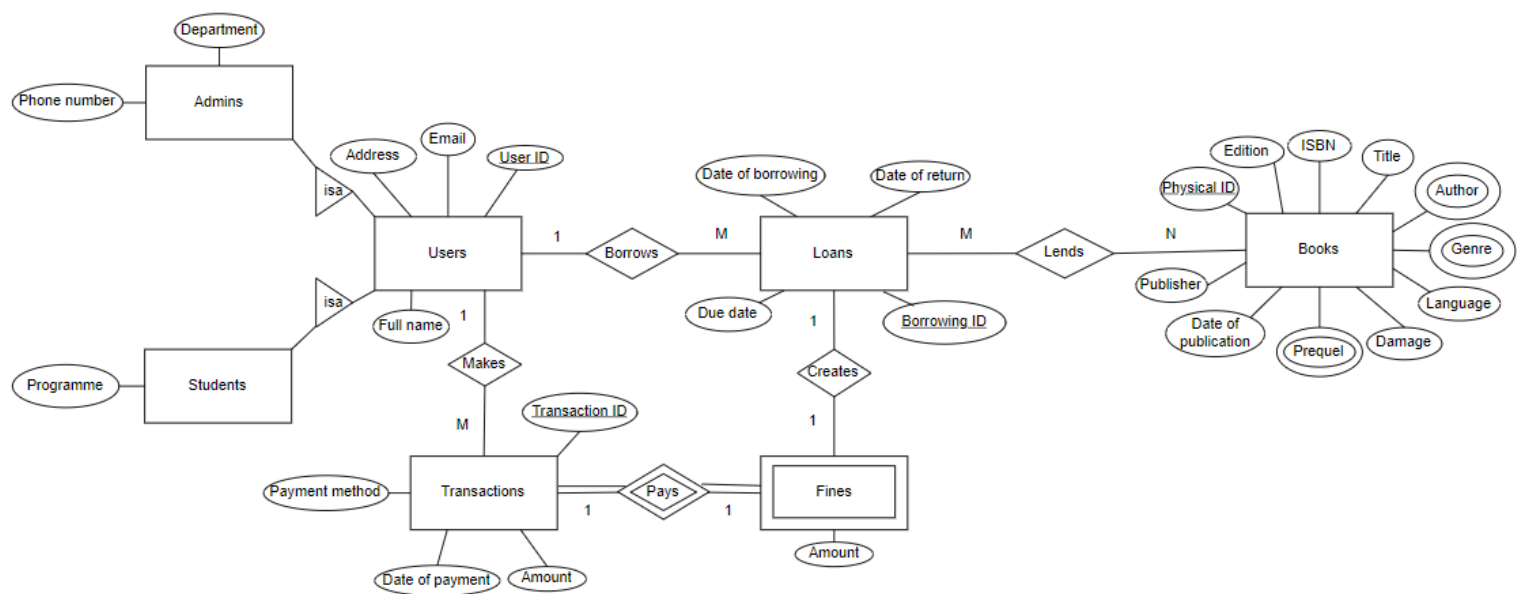 Department
Phone number
Admins
Address
Email
User ID
isa
Users
Full name
isa
Students
Programme
1
Borrows
M
Date of borrowing
Date of return
Loans
Due date
Borrowing ID
M
Lends
N
Physical ID
Edition
ISBN
Title
Author
Genre
Books
Language
Publisher
Date of
publication
Prequel
Damage
1
Makes
M
Transaction ID
Payment method
Transactions
Date of payment
Amount
1
Pays
1
1
Creates
1
Fines
Amount